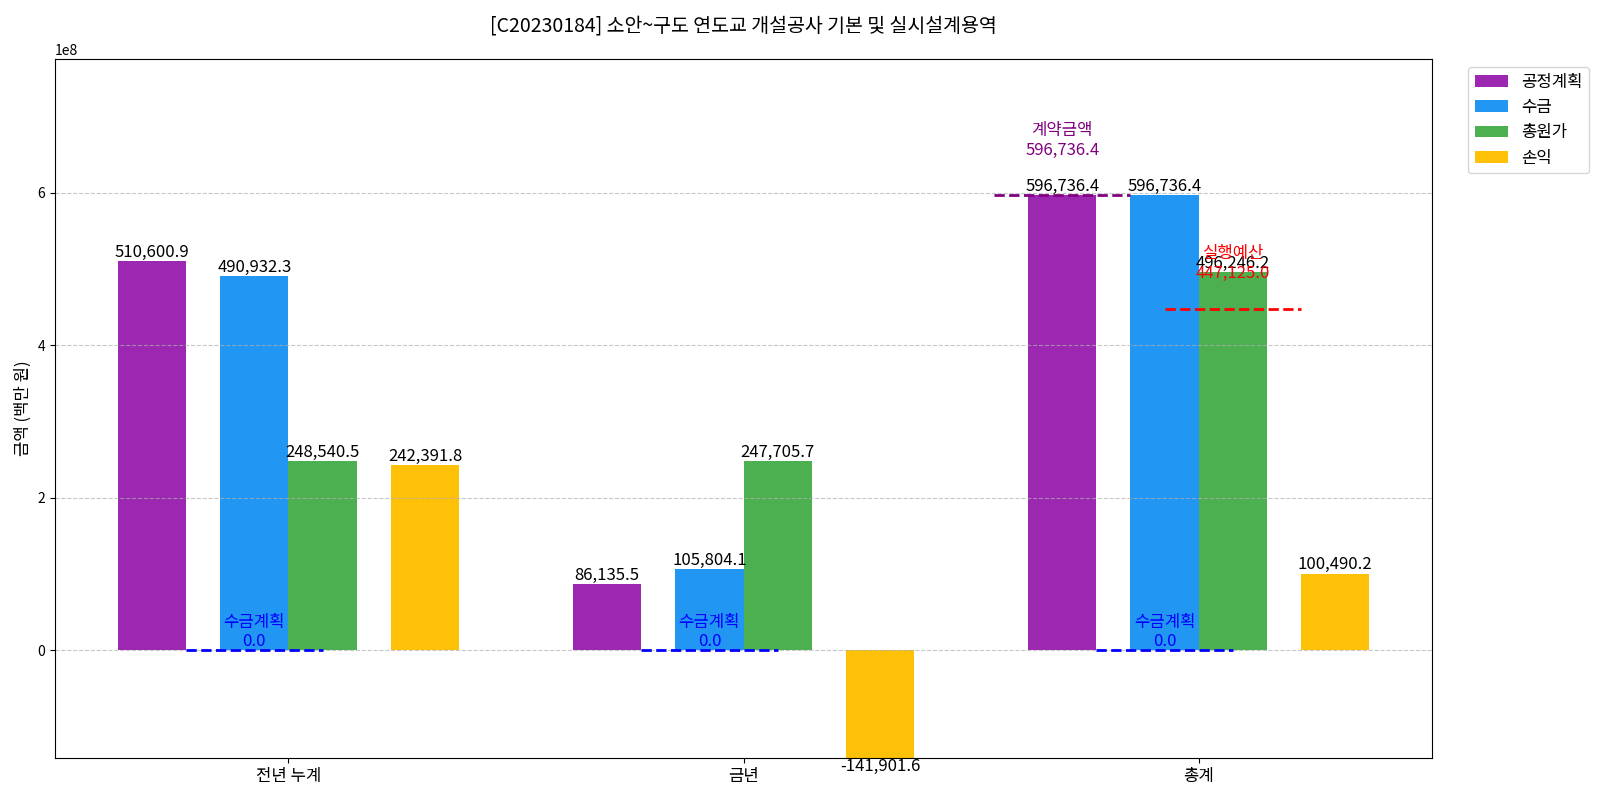 [C20230184] 소안~구도 연도교 개설공사 기본 및 실시설계용역
1e8
공정계획
수금
총원가
손익
금액 (백만 원)
6
4
2
0
510,600.9
490,932.3
248,540.5
242,391.8
수금계획
0.0
86,135.5
105,804.1
247,705.7
-141,901.6
수금계획
0.0
계약금액
596,736.4
596,736.4
596,736.4
실행예산
496,246.2
447,125.0
100,490.2
수금계획
0.0
전년 누계
금년
총계